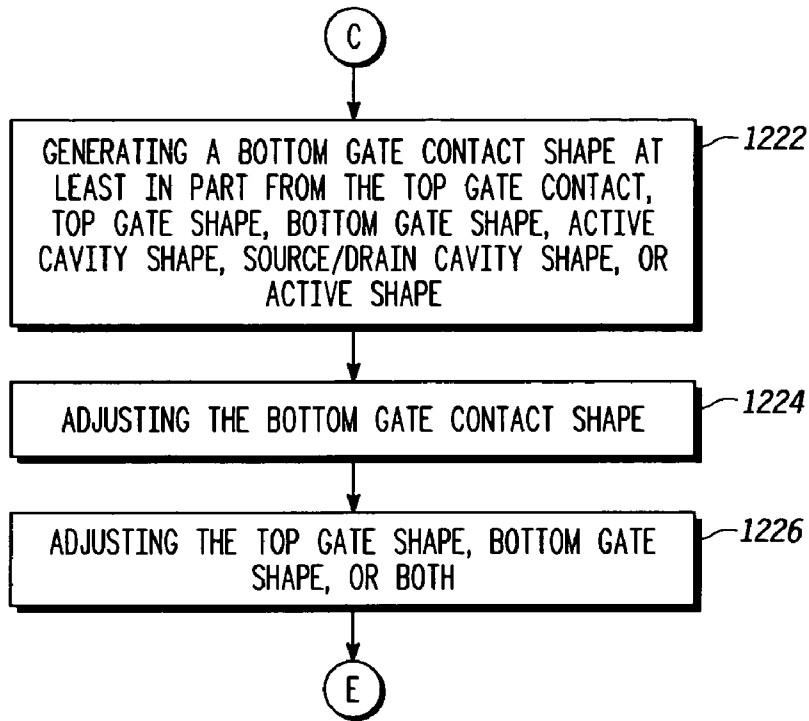 C
GENERATING A BOTTOM GATE CONTACT SHAPE AT
LEAST IN PART FROM THE TOP GATE CONTACT,
TOP GATE SHAPE, BOTTOM GATE SHAPE, ACTIVE
CAVITY SHAPE, SOURCE/DRAIN CAVITY SHAPE, OR
ACTIVE SHAPE
1222
ADJUSTING THE BOTTOM GATE CONTACT SHAPE
1224
ADJUSTING THE TOP GATE SHAPE, BOTTOM GATE
SHAPE, OR BOTH
1226
E